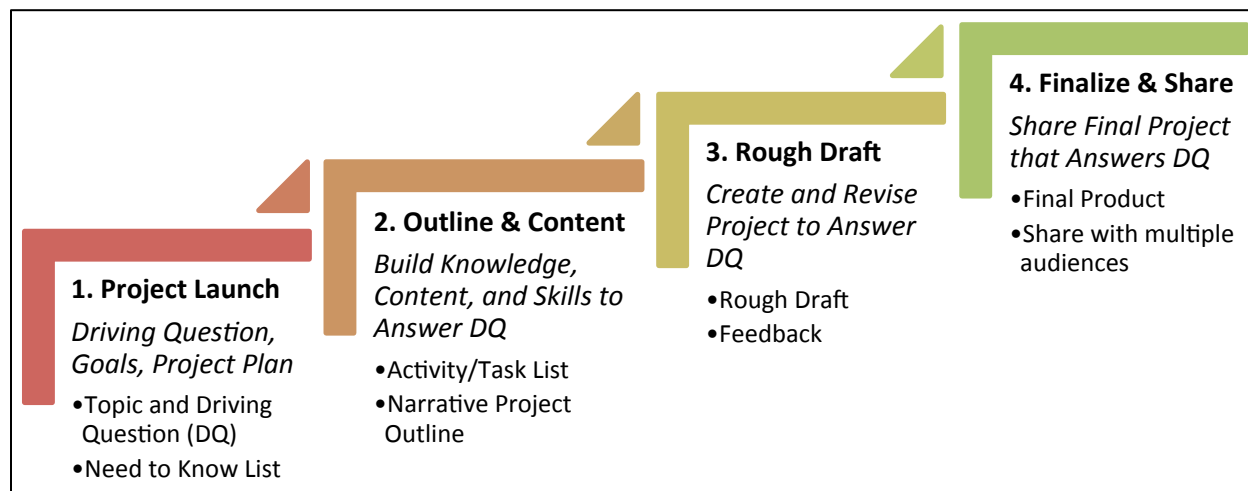 1. Project Launch
Driving Question,
Goals, Project Plan
•Topic and Driving
Question (DQ)
•Need to Know List
2. Outline & Content
Build Knowledge,
Content, and Skills to
Answer DQ
•Activity/Task List
•Narrative Project
Outline
3. Rough Draft
Create and Revise
Project to Answer
DQ
•Rough Draft
•Feedback
4. Finalize & Share
Share Final Project
that Answers DQ
•Final Product
•Share with multiple
audiences